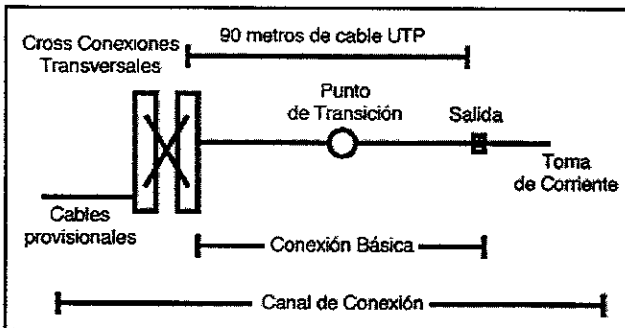 Cross Conexiones
Transversales
90 metros de cable UTP
Punto
de Transición
Salida
Toma
de Corriente
Cables
provisionales
Conexión Básica
Canal de Conexión